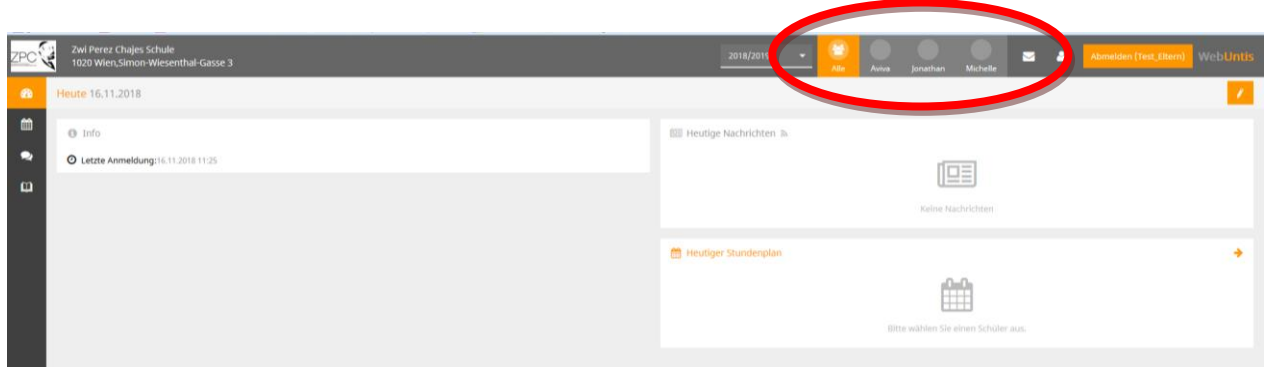 ZPC
Zwi Perez Chajes Schule
1020 Wien,Simon-Wiesenthal-Gasse 3
2018/2019
Alle
Aviva
Jonathan
Michelle
Abmelden (Test_Eltern)
WebUntis
Heute 16.11.2018
Info
Letzte Anmeldung:16.11.2018 11:25
Heutige Nachrichten
Keine Nachrichten
Heutiger Stundenplan
Bitte wählen Sie einen Schüler aus.